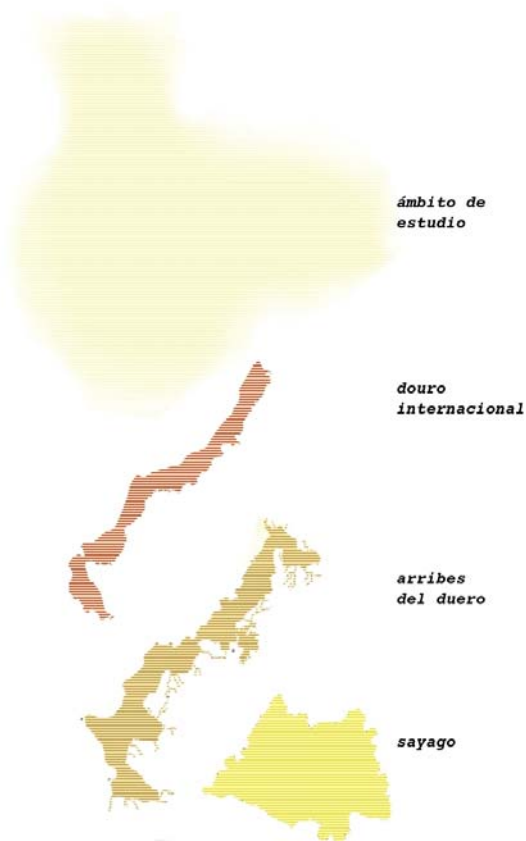 ámbito de
estudio
douro
internacional
arribes
del duero
sayago